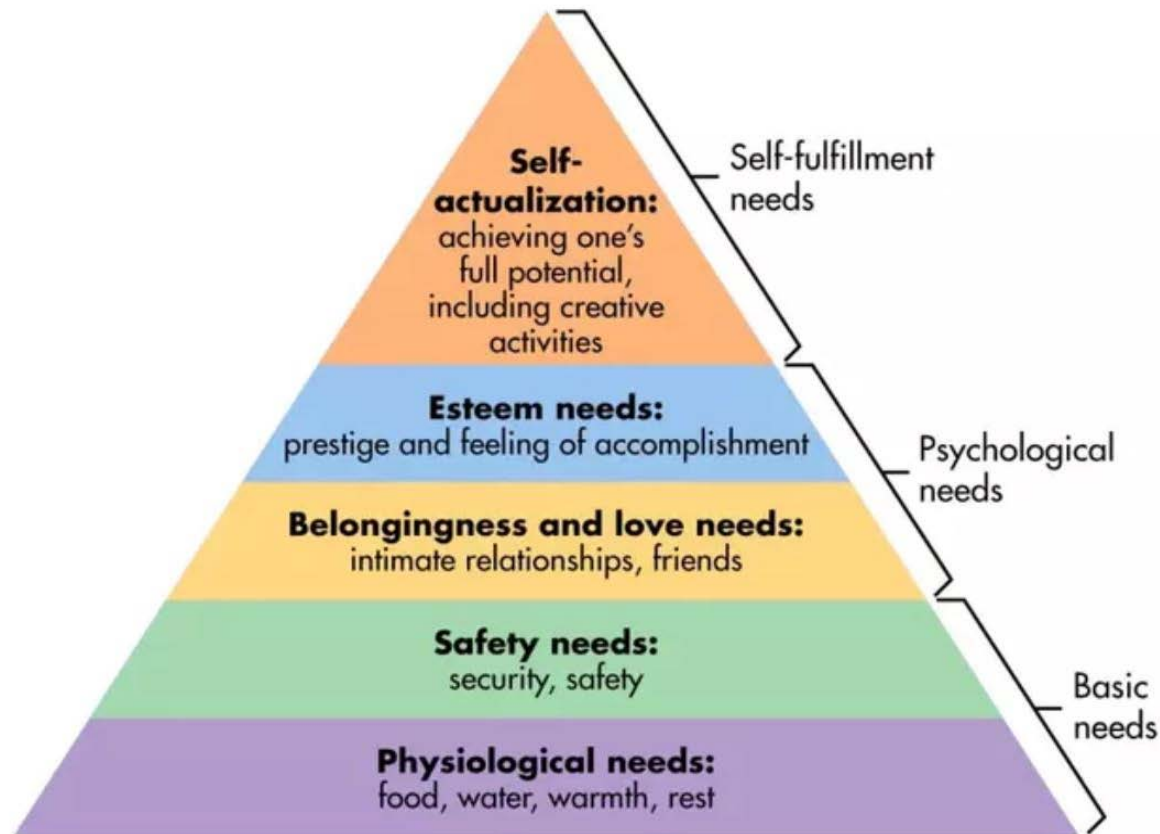 Self-
actualization:
achieving one's
full potential,
including creative
activities
Self-fulfillment
needs
Esteem needs:
prestige and feeling of accomplishment
Psychological
needs
Belongingness and love needs:
intimate relationships, friends
Safety needs:
security, safety
Basic
needs
Physiological needs:
food, water, warmth, rest